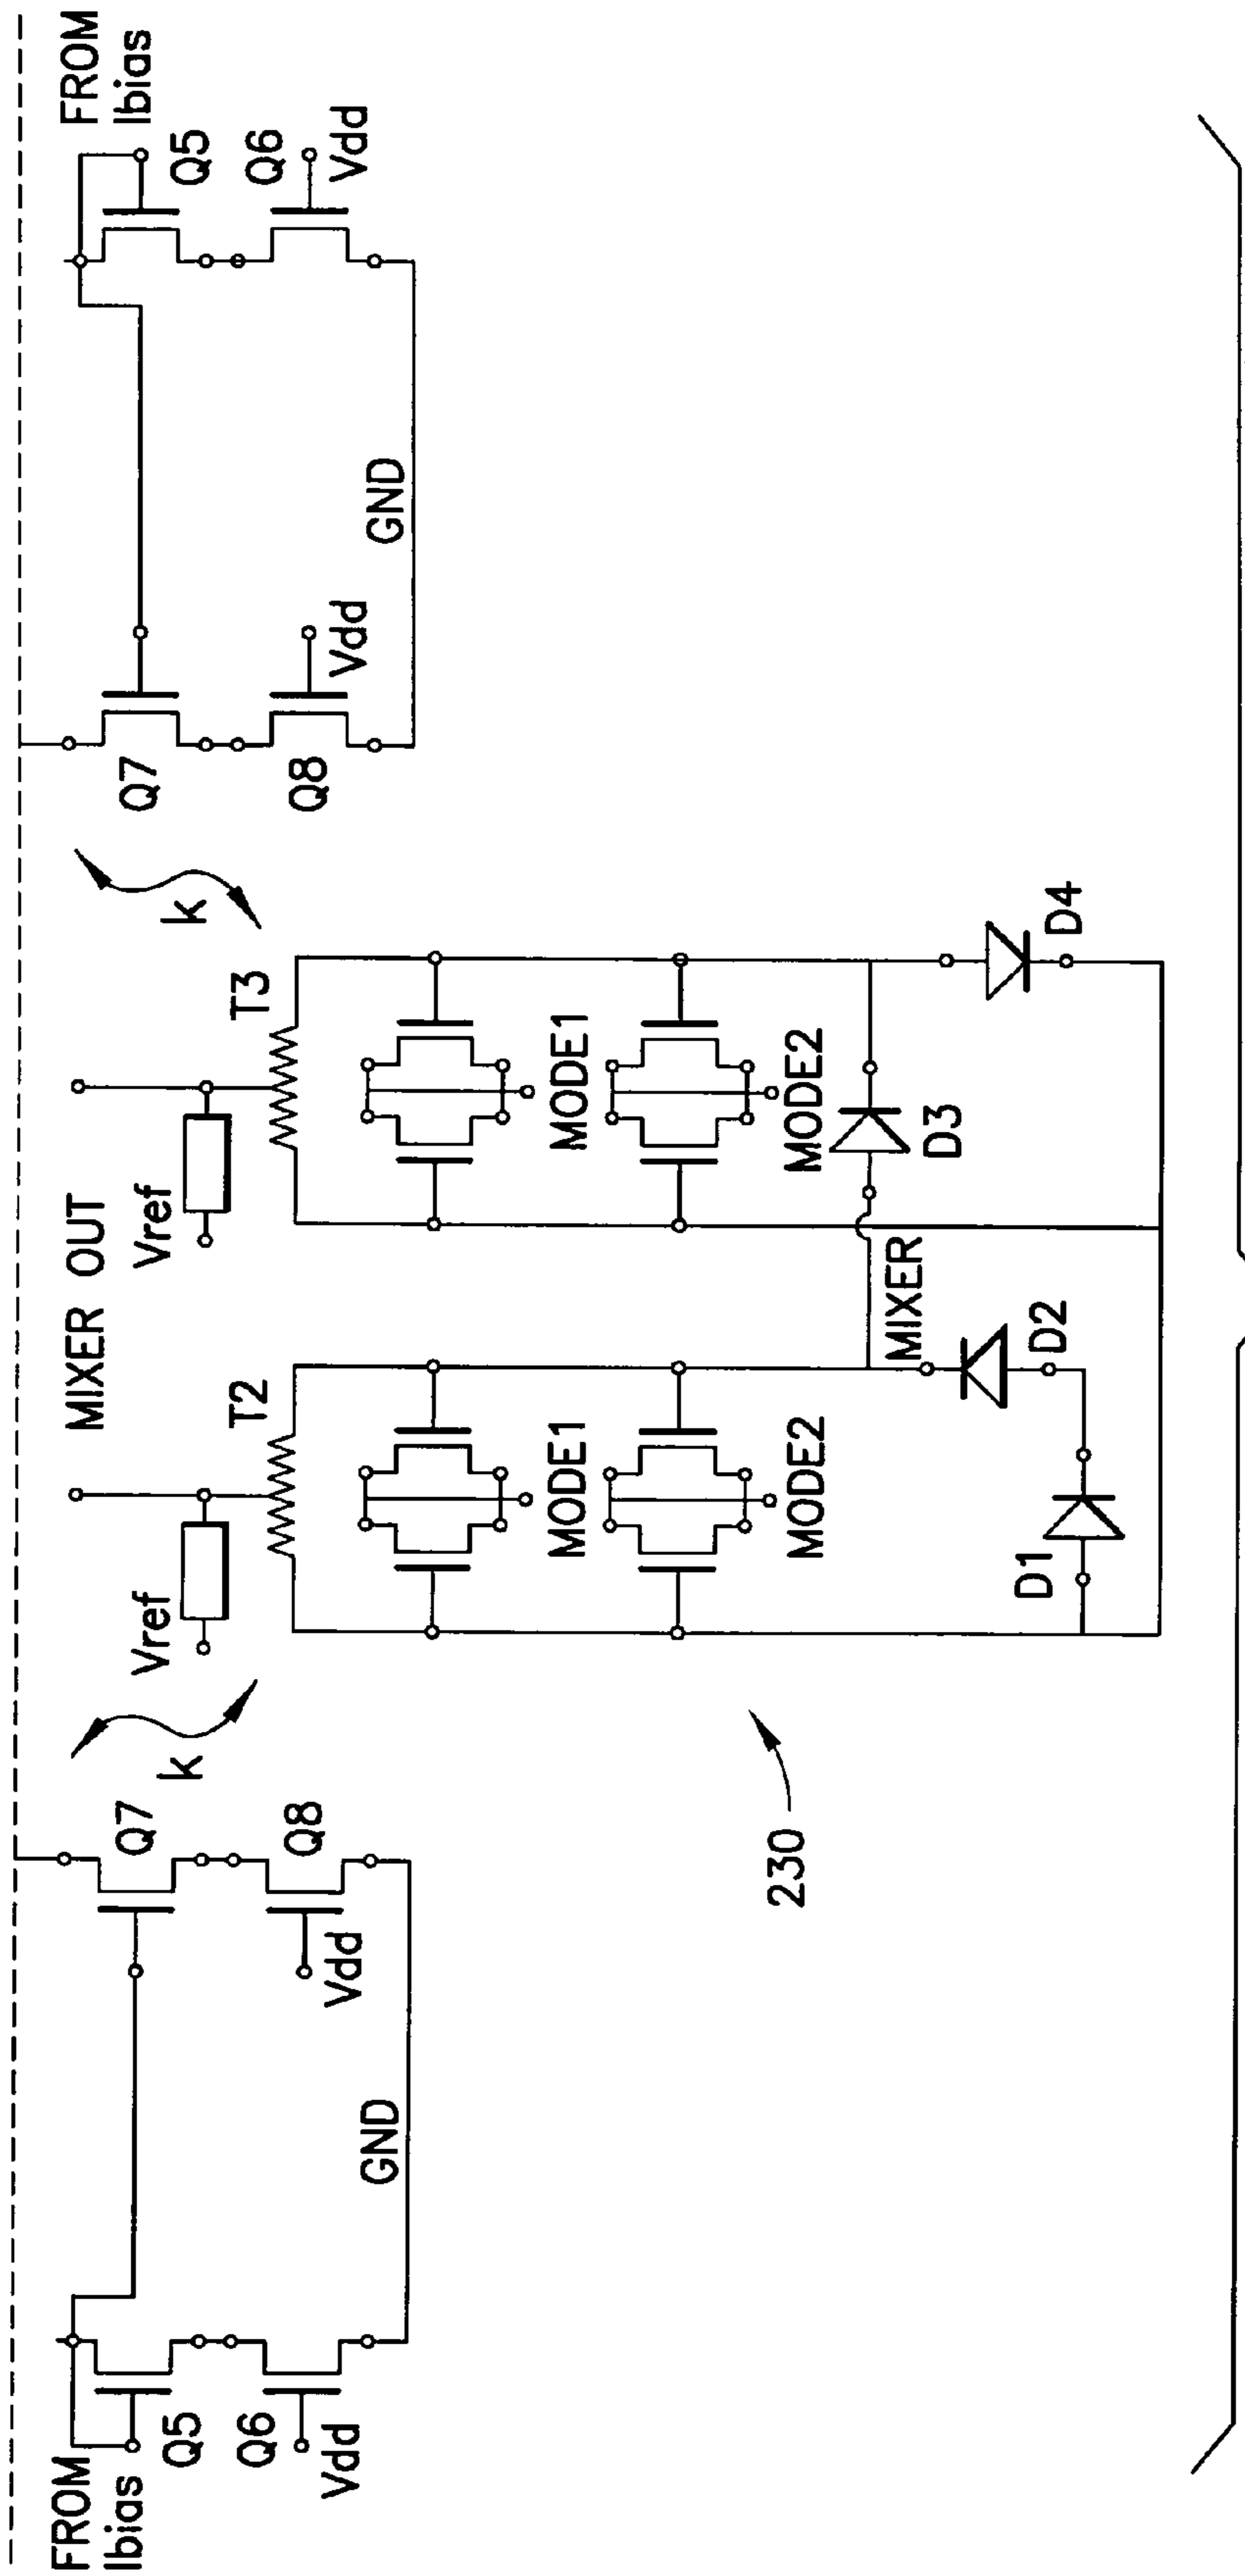 FROM
Ibias
Q5
Q6
Vdd
GND
Q7
Q8
Vdd
k
230
MIXER OUT
Vref
T2
MODE1
MODE2
D1
D2
MIXER
Vref
T3
MODE1
MODE2
D3
D4
k
Q7
Q8
Vdd
GND
FROM
Ibias
Q5
Q6
Vdd